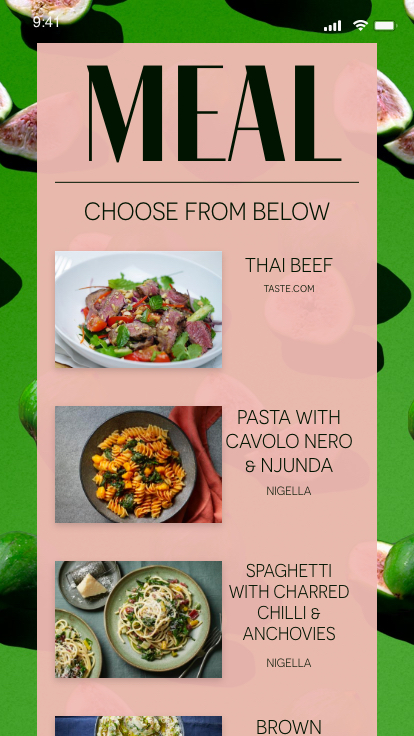 9:41
MEAL
CHOOSE FROM BELOW
THAI BEEF
TASTE.COM
PASTA WITH
CAVOLO NERO
& NJUNDA
NIGELLA
SPAGHETTI
WITH CHARRED
CHILLI &
ANCHOVIES
NIGELLA
BROWN